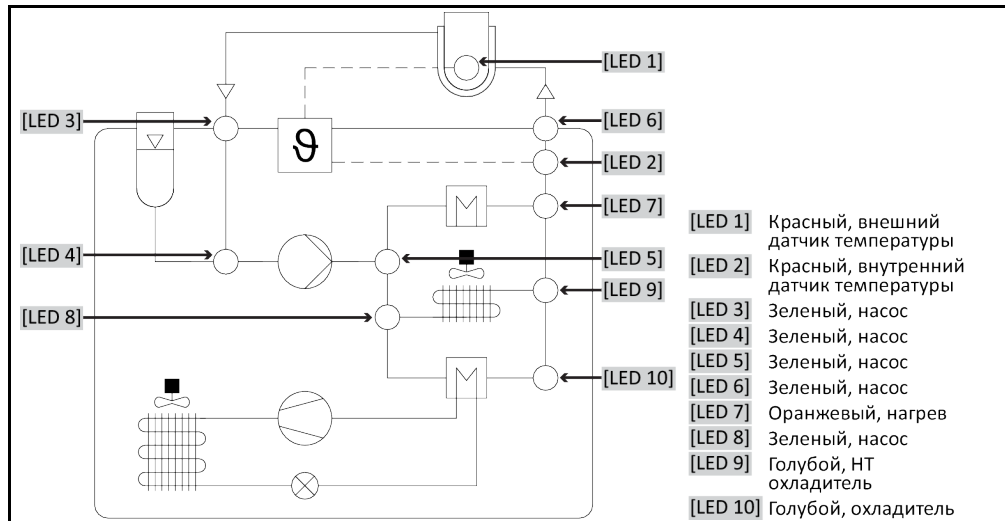 [LED 1]
[LED 3]
[LED 6]
ϑ
[LED 2]
[LED 7]
[LED 4]
[LED 5]
[LED 9]
[LED 8]
[LED 10]
[LED 1] Красный, внешний
датчик температуры
[LED 2] Красный, внутренний
датчик температуры
[LED 3] Зеленый, насос
[LED 4] Зеленый, насос
[LED 5] Зеленый, насос
[LED 6] Зеленый, насос
[LED 7] Оранжевый, нагрев
[LED 8] Зеленый, насос
[LED 9] Голубой, НТ
охладитель
[LED 10] Голубой, охладитель